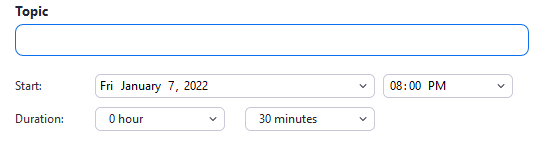 Topic
Start: Fri January 7, 2022 08:00 PM
Duration: 0 hour 30 minutes